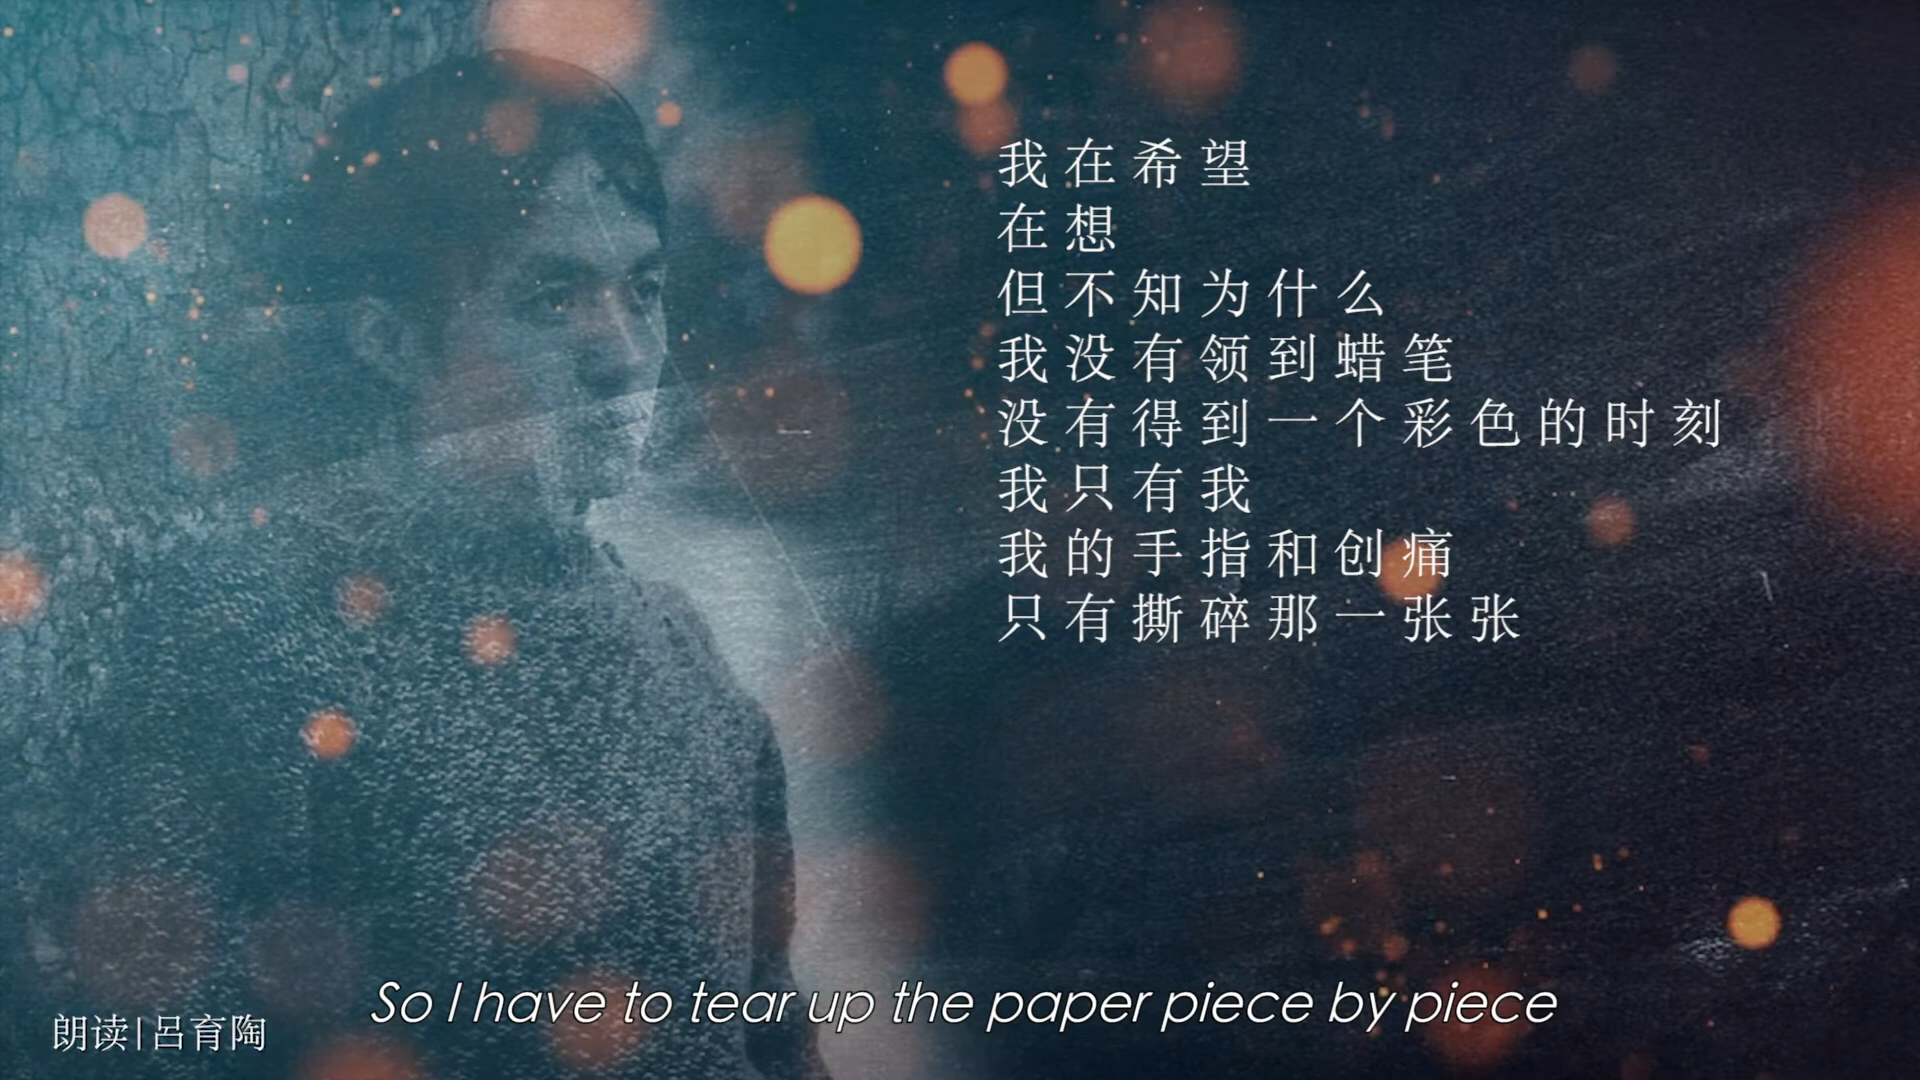 我在希望
在想
但不知为什么
我没有领到蜡笔
没有得到一个彩色的时刻
我只有我
我的手指和创痛
只有撕碎那一张张
So I have to tear up the paper piece by piece
朗读|吕育陶